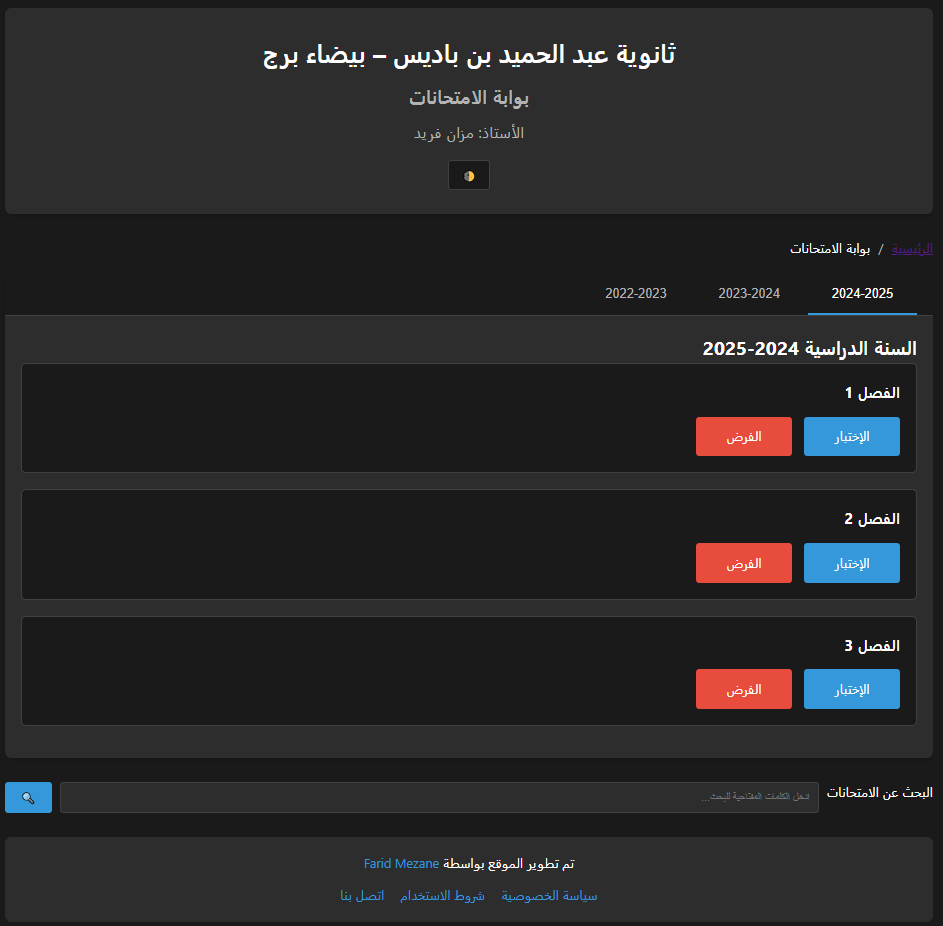 ثانوية عبد الحميد بن باديس – بيضاء برج
بوابة الامتحانات
الأستاذ: مزان فريد
الرئيسية / بوابة الامتحانات
2024-2025 2023-2024 2022-2023
السنة الدراسية 2024-2025
الفصل 1
الإختبار الفرض
الفصل 2
الإختبار الفرض
الفصل 3
الإختبار الفرض
البحث عن الامتحانات ادخل الكلمات المفتاحية للبحث...
تم تطوير الموقع بواسطة Farid Mezane
سياسة الخصوصية شروط الاستخدام اتصل بنا